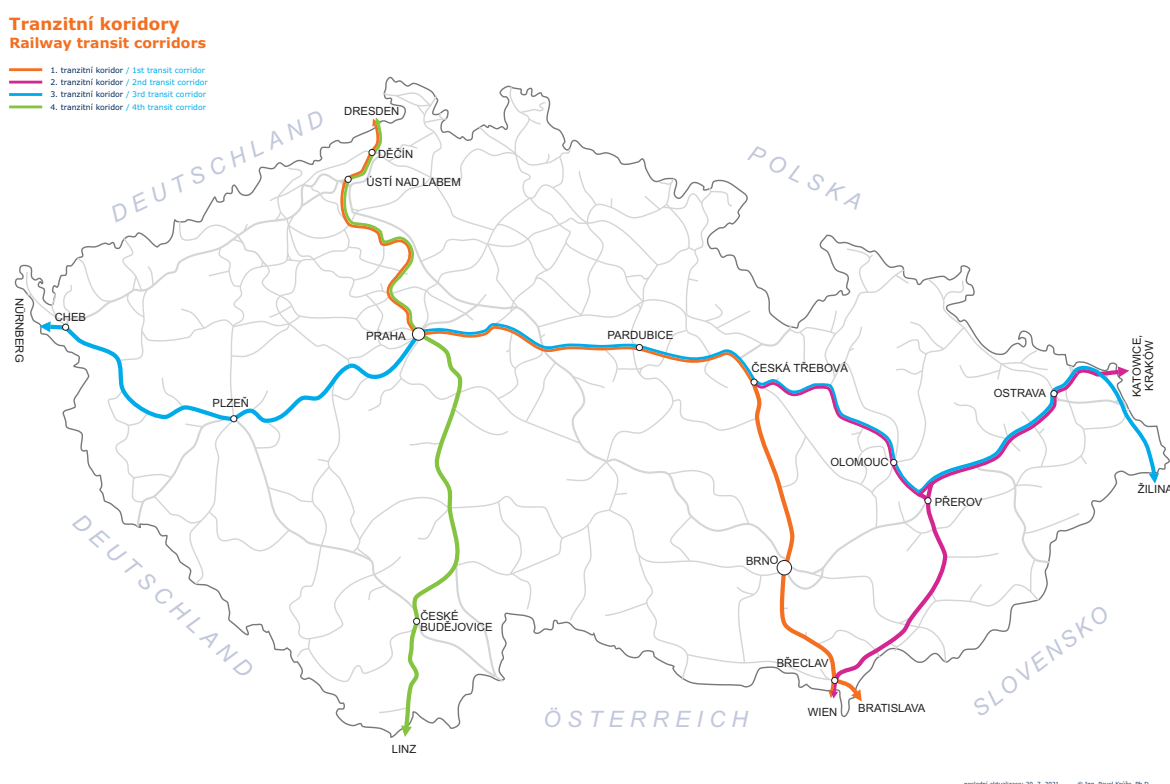 Tranzitní koridory
Railway transit corridors
1. tranzitní koridor / 1st transit corridor
2. tranzitní koridor / 2nd transit corridor
3. tranzitní koridor / 3rd transit corridor
4. tranzitní koridor / 4th transit corridor
DRESDEN
DĚČÍN
ÚSTÍ NAD LABEM
DEUTSCHLAND
POLSKA
NÜRNBERG
CHEB
PRAHA
PARDUBICE
ČESKÁ TŘEBOVÁ
KATOWICE,
KRAKÓW
OSTRAVA
PLZEŇ
OLOMOUC
ŽILINA
PŘEROV
DEUTSCHLAND
BRNO
ČESKÉ
BUDĚJOVICE
SLOVENSKO
BŘECLAV
WIEN
BRATISLAVA
ÖSTERREICH
LINZ